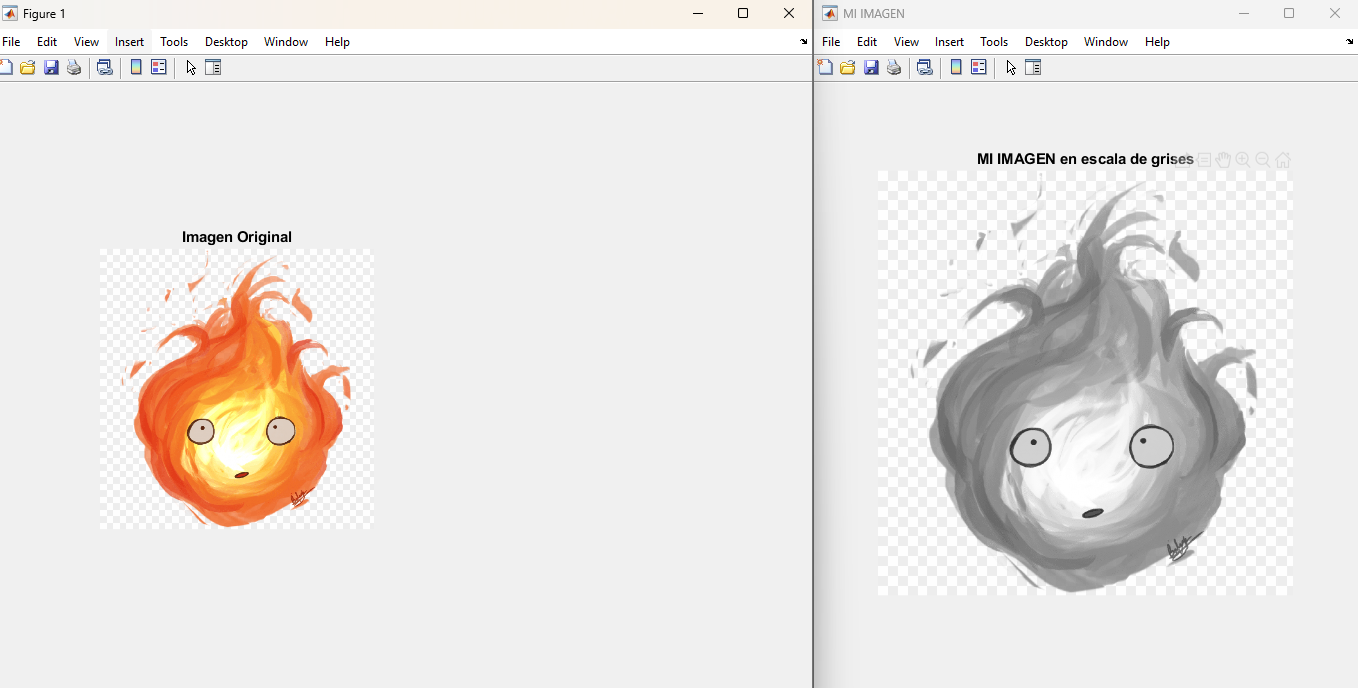 Figure 1
File Edit View Insert Tools Desktop Window Help
Imagen Original
MI IMAGEN
File Edit View Insert Tools Desktop Window Help
MI IMAGEN en escala de grises